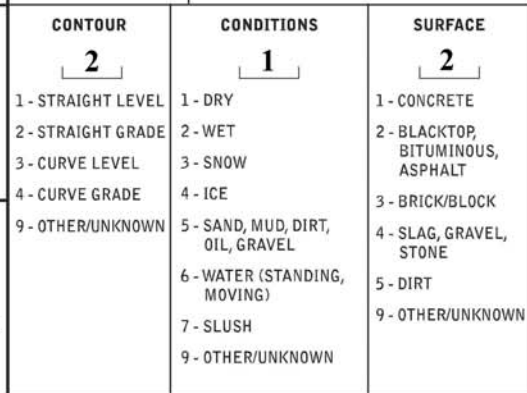 CONTOUR
2
1 - STRAIGHT LEVEL
2 - STRAIGHT GRADE
3 - CURVE LEVEL
4 - CURVE GRADE
9 - OTHER/UNKNOWN
CONDITIONS
1
1 - DRY
2 - WET
3 - SNOW
4 - ICE
5 - SAND, MUD, DIRT,
OIL, GRAVEL
6 - WATER (STANDING,
MOVING)
7 - SLUSH
9 - OTHER/UNKNOWN
SURFACE
2
1 - CONCRETE
2 - BLACKTOP,
BITUMINOUS,
ASPHALT
3 - BRICK/BLOCK
4 - SLAG, GRAVEL,
STONE
5 - DIRT
9 - OTHER/UNKNOWN